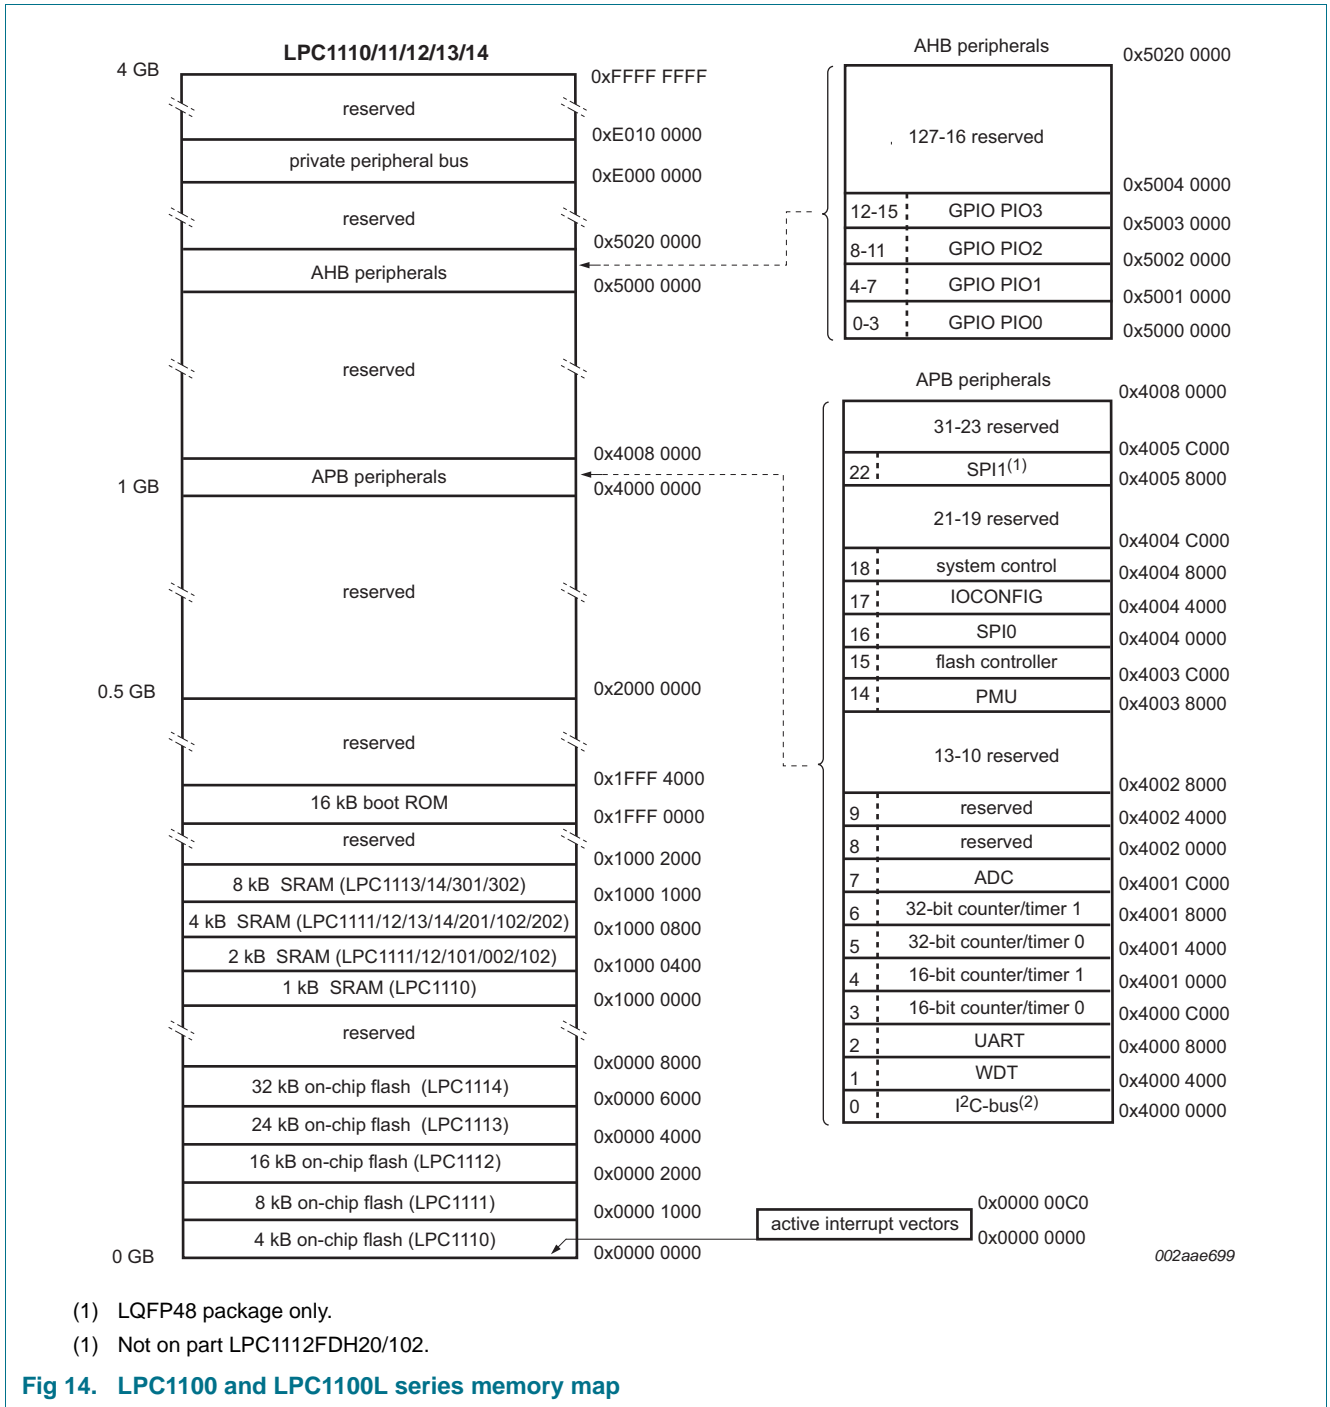 LPC1110/11/12/13/14
4 GB
0xFFFF FFFF
reserved
0xE010 0000
private peripheral bus
0xE000 0000
reserved
0x5020 0000
AHB peripherals
0x5000 0000
reserved
0x4008 0000
APB peripherals
1 GB
0x4000 0000
reserved
0.5 GB
0x2000 0000
reserved
0x1FFF 4000
16 kB boot ROM
0x1FFF 0000
reserved
0x1000 2000
8 kB SRAM (LPC1113/14/301/302)
0x1000 1000
4 kB SRAM (LPC1111/12/13/14/201/102/202)
0x1000 0800
2 kB SRAM (LPC1111/12/101/002/102)
0x1000 0400
1 kB SRAM (LPC1110)
0x1000 0000
reserved
0x0000 8000
32 kB on-chip flash (LPC1114)
0x0000 6000
24 kB on-chip flash (LPC1113)
0x0000 4000
16 kB on-chip flash (LPC1112)
0x0000 2000
8 kB on-chip flash (LPC1111)
0x0000 1000
4 kB on-chip flash (LPC1110)
0 GB
0x0000 0000
AHB peripherals
0x5020 0000
127-16 reserved
0x5004 0000
12-15 GPIO PIO3
0x5003 0000
8-11 GPIO PIO2
0x5002 0000
4-7 GPIO PIO1
0x5001 0000
0-3 GPIO PIO0
0x5000 0000
APB peripherals
0x4008 0000
31-23 reserved
0x4005 C000
22 SPI1(1)
0x4005 8000
21-19 reserved
0x4004 C000
18 system control
0x4004 8000
17 IOCONFIG
0x4004 4000
16 SPI0
0x4004 0000
15 flash controller
0x4003 C000
14 PMU
0x4003 8000
13-10 reserved
0x4002 8000
9 reserved
0x4002 4000
8 reserved
0x4002 0000
7 ADC
0x4001 C000
6 32-bit counter/timer 1
0x4001 8000
5 32-bit counter/timer 0
0x4001 4000
4 16-bit counter/timer 1
0x4001 0000
3 16-bit counter/timer 0
0x4000 C000
2 UART
0x4000 8000
1 WDT
0x4000 4000
0 I2C-bus(2)
0x4000 0000
0x0000 00C0
active interrupt vectors
0x0000 0000
002aae699
(1) LQFP48 package only.
(1) Not on part LPC1112FDH20/102.
Fig 14. LPC1100 and LPC1100L series memory map